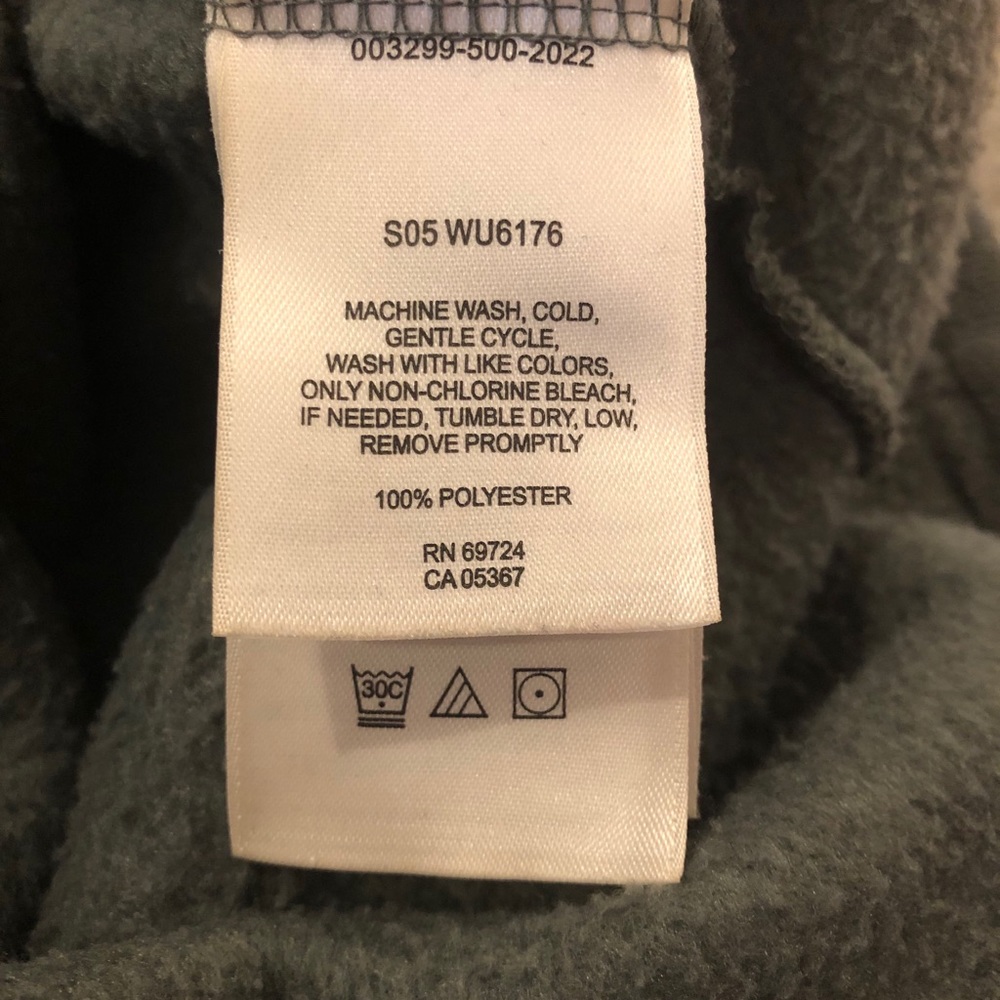 003299-500-2022
S05 WU6176
MACHINE WASH, COLD,
GENTLE CYCLE,
WASH WITH LIKE COLORS,
ONLY NON-CHLORINE BLEACH,
IF NEEDED, TUMBLE DRY, LOW,
REMOVE PROMPTLY
100% POLYESTER
RN 69724
CA 05367
30C